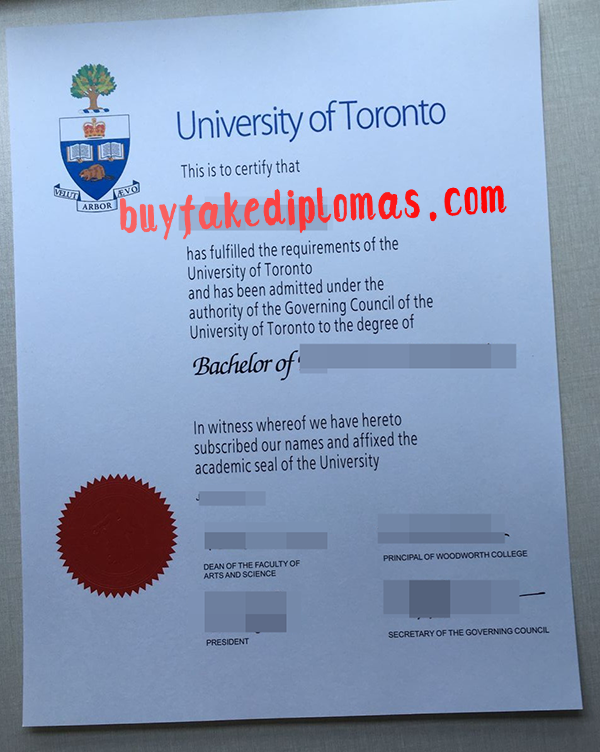 University of Toronto
VELUT ARBOR ÆVO
This is to certify that
buyfakediplomas.com
has fulfilled the requirements of the
University of Toronto
and has been admitted under the
authority of the Governing Council of the
University of Toronto to the degree of
Bachelor of
In witness whereof we have hereto
subscribed our names and affixed the
academic seal of the University
DEAN OF THE FACULTY OF
ARTS AND SCIENCE
PRINCIPAL OF WOODWORTH COLLEGE
PRESIDENT
SECRETARY OF THE GOVERNING COUNCIL